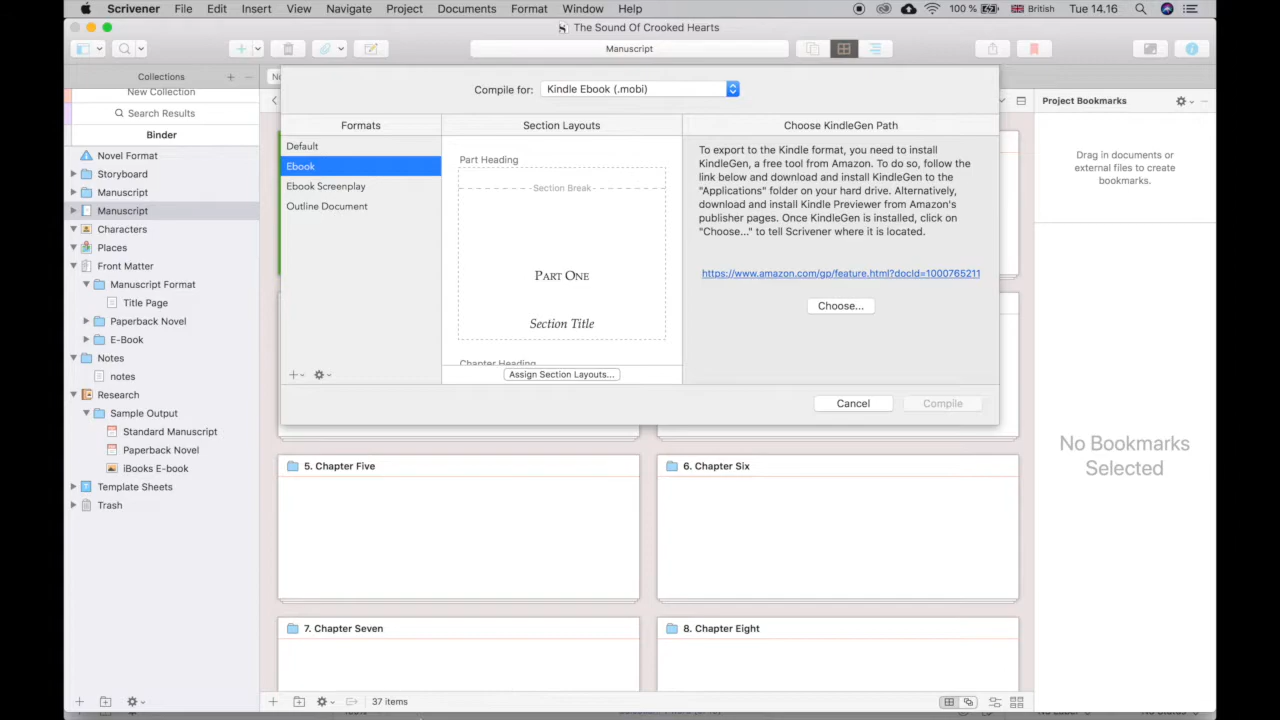 Scrivener File Edit Insert View Navigate Project Documents Format Window Help 100 % British Tue 14.16
The Sound Of Crooked Hearts
Manuscript
Collections
New Collection
Search Results
Binder
Novel Format
Storyboard
Manuscript
Manuscript
Characters
Places
Front Matter
Manuscript Format
Title Page
Paperback Novel
E-Book
Notes
notes
Research
Sample Output
Standard Manuscript
Paperback Novel
iBooks E-book
Template Sheets
Trash
Compile for: Kindle Ebook (.mobi)
Formats
Default
Ebook
Ebook Screenplay
Outline Document
Section Layouts
Part Heading
Section Break
PART ONE
Section Title
Chapter Heading
Assign Section Layouts...
Choose KindleGen Path
To export to the Kindle format, you need to install
KindleGen, a free tool from Amazon. To do so, follow the
link below and download and install KindleGen to the
"Applications" folder on your hard drive. Alternatively,
download and install Kindle Previewer from Amazon's
publisher pages. Once KindleGen is installed, click on
"Choose..." to tell Scrivener where it is located.
https://www.amazon.com/gp/feature.html?docId=1000765211
Choose...
Cancel
Compile
5. Chapter Five
6. Chapter Six
7. Chapter Seven
8. Chapter Eight
37 items
Project Bookmarks
Drag in documents or
external files to create
bookmarks.
No Bookmarks
Selected